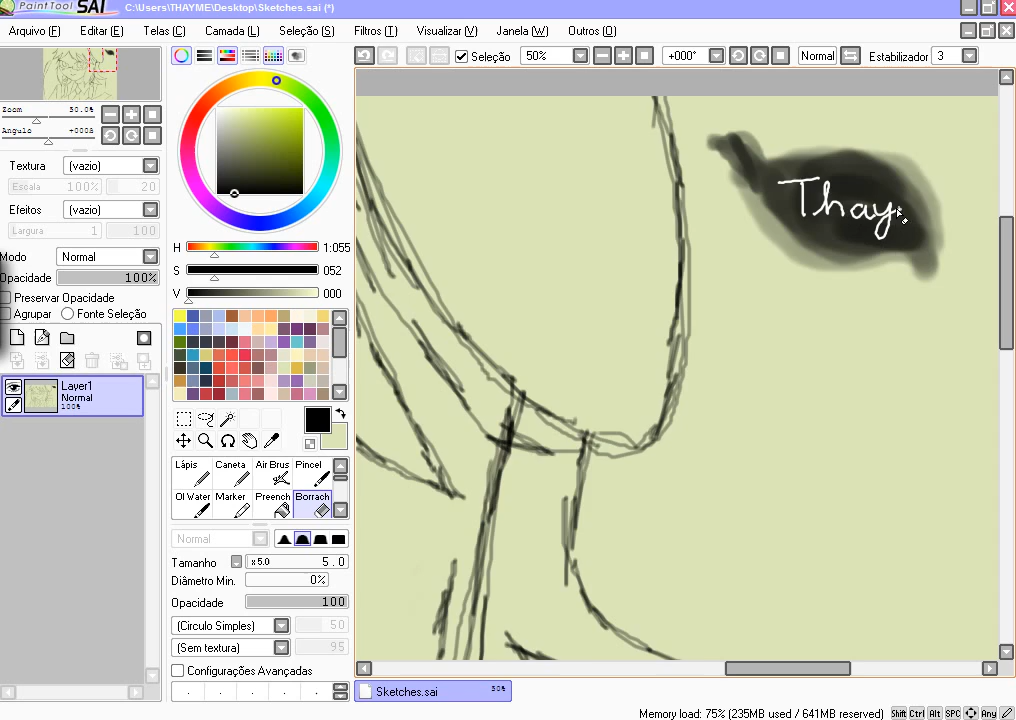 PaintTool SAI C:\Users\THAYME\Desktop\Sketches.sai (*)
Arquivo (F) Editar (E) Telas (C) Camada (L) Seleção (S) Filtros (T) Visualizar (V) Janela (W) Outros (O)
Seleção 50% +000° Normal Estabilizador 3
Zoom 50.0%
Angulo +000ð
Textura (vazio)
Escala 100% 20
Efeitos (vazio)
Largura 1 100
Modo Normal
Opacidade 100%
Preservar Opacidade
Agrupar Fonte Seleção
Layer1
Normal
100%
H 1:055
S 052
V 000
Lápis Caneta Air Brus Pincel
Ol Water Marker Preench Borrach
Normal
Tamanho x 5.0 5.0
Diâmetro Min. 0%
Opacidade 100
(Circulo Simples) 50
(Sem textura) 95
Configurações Avançadas
Thay
Sketches.sai 50%
Memory load: 75% (235MB used / 641MB reserved) Shift Ctrl Alt SPC Any